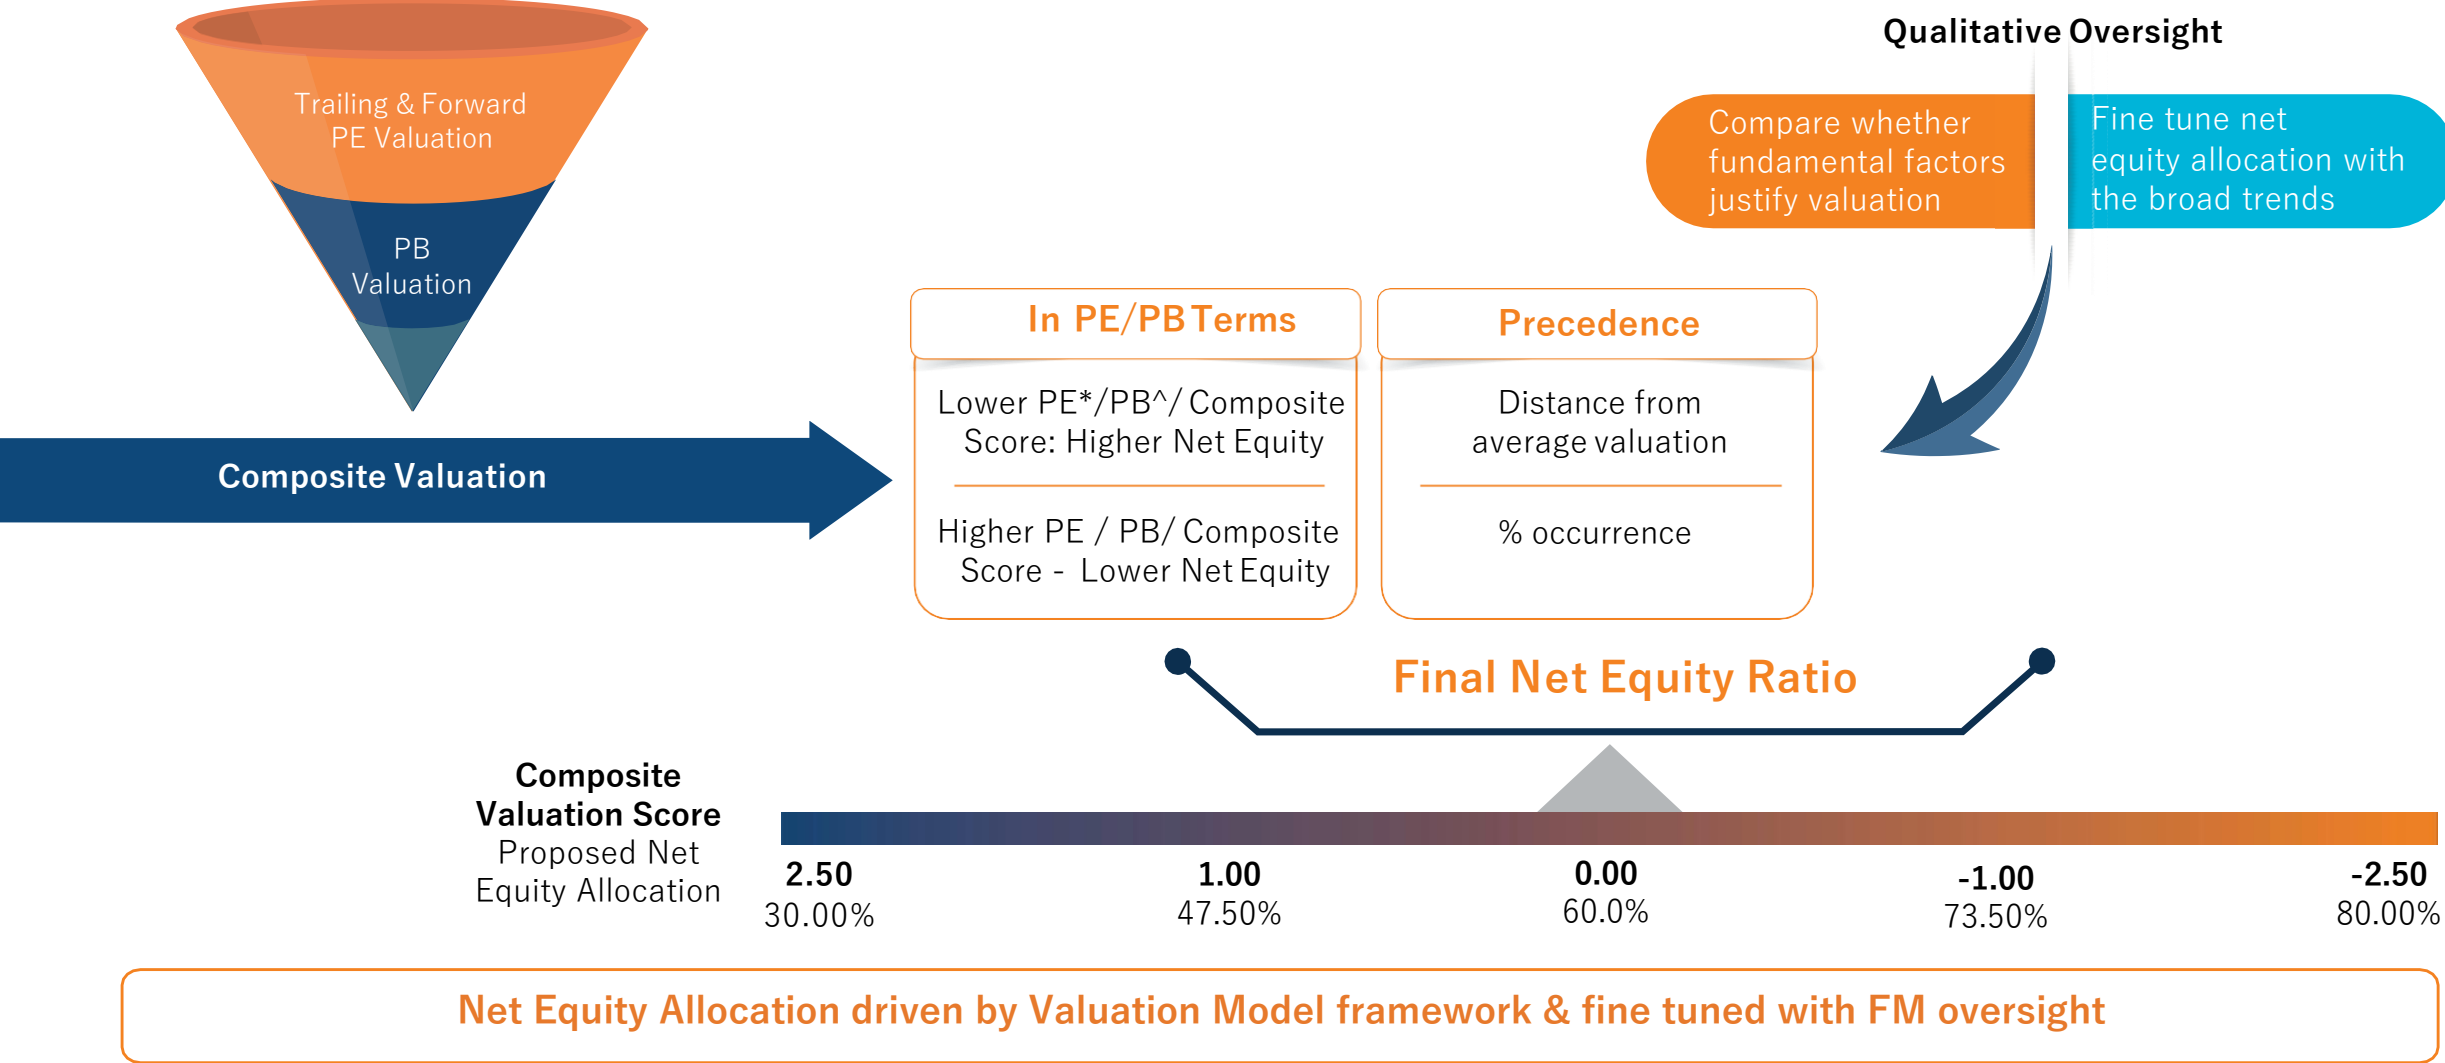 Qualitative Oversight
Trailing & Forward
PE Valuation
PB
Valuation
Compare whether
fundamental factors
justify valuation
Fine tune net
equity allocation with
the broad trends
Composite Valuation
In PE/PB Terms
Lower PE*/PB^/ Composite
Score: Higher Net Equity
Higher PE / PB/ Composite
Score - Lower Net Equity
Precedence
Distance from
average valuation
% occurrence
Final Net Equity Ratio
Composite
Valuation Score
Proposed Net
Equity Allocation
2.50
30.00%
1.00
47.50%
0.00
60.0%
-1.00
73.50%
-2.50
80.00%
Net Equity Allocation driven by Valuation Model framework & fine tuned with FM oversight